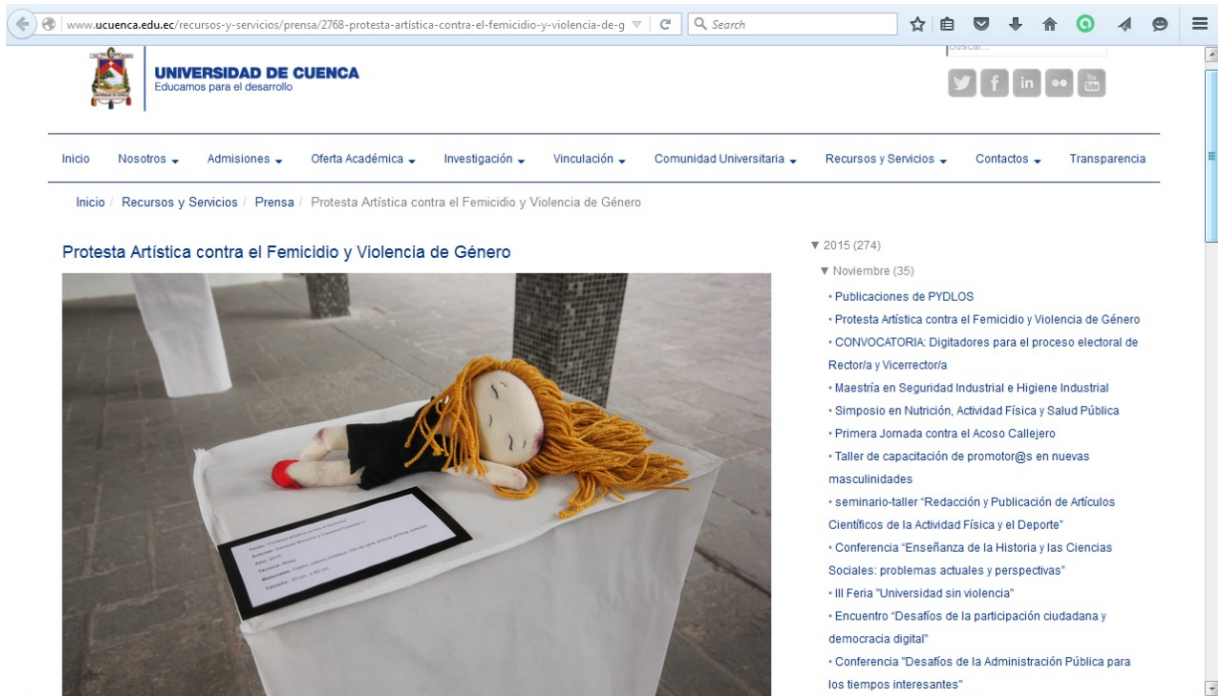 www.ucuenca.edu.ec/recursos-y-servicios/prensa/2768-protesta-artística-contra-el-femicidio-y-violencia-de-g
Search
UNIVERSIDAD DE CUENCA
Educamos para el desarrollo
Buscar...
You
Tube
Inicio Nosotros Admisiones Oferta Académica Investigación Vinculación Comunidad Universitaria Recursos y Servicios Contactos Transparencia
Inicio / Recursos y Servicios / Prensa / Protesta Artística contra el Femicidio y Violencia de Género
Protesta Artística contra el Femicidio y Violencia de Género
Año: 2015
2015 (274)
Noviembre (35)
• Publicaciones de PYDLOS
• Protesta Artística contra el Femicidio y Violencia de Género
• CONVOCATORIA: Digitadores para el proceso electoral de
Rector/a y Vicerrector/a
• Maestría en Seguridad Industrial e Higiene Industrial
• Simposio en Nutrición, Actividad Física y Salud Pública
• Primera Jornada contra el Acoso Callejero
• Taller de capacitación de promotor@s en nuevas
masculinidades
• seminario-taller "Redacción y Publicación de Artículos
Científicos de la Actividad Física y el Deporte"
• Conferencia "Enseñanza de la Historia y las Ciencias
Sociales: problemas actuales y perspectivas"
• III Feria "Universidad sin violencia"
• Encuentro "Desafíos de la participación ciudadana y
democracia digital"
• Conferencia "Desafíos de la Administración Pública para
los tiempos interesantes"